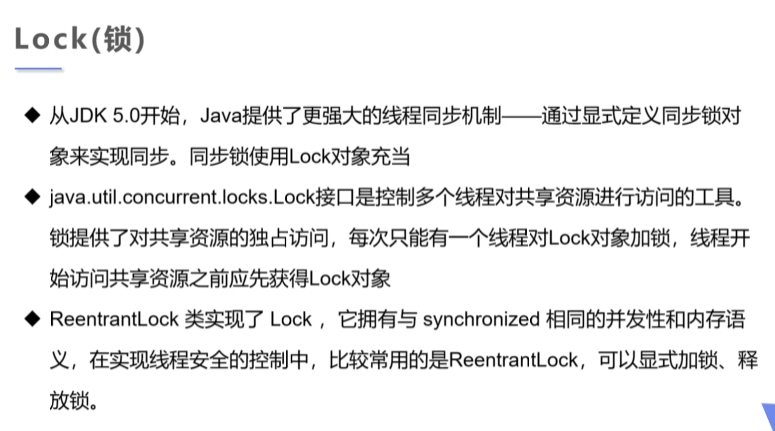 Lock(锁)
◆ 从JDK 5.0开始，Java提供了更强大的线程同步机制——通过显式定义同步锁对
象来实现同步。同步锁使用Lock对象充当
◆ java.util.concurrent.locks.Lock接口是控制多个线程对共享资源进行访问的工具。
锁提供了对共享资源的独占访问，每次只能有一个线程对Lock对象加锁，线程开
始访问共享资源之前应先获得Lock对象
◆ ReentrantLock 类实现了 Lock ，它拥有与 synchronized 相同的并发性和内存语
义，在实现线程安全的控制中，比较常用的是ReentrantLock，可以显式加锁、释
放锁。